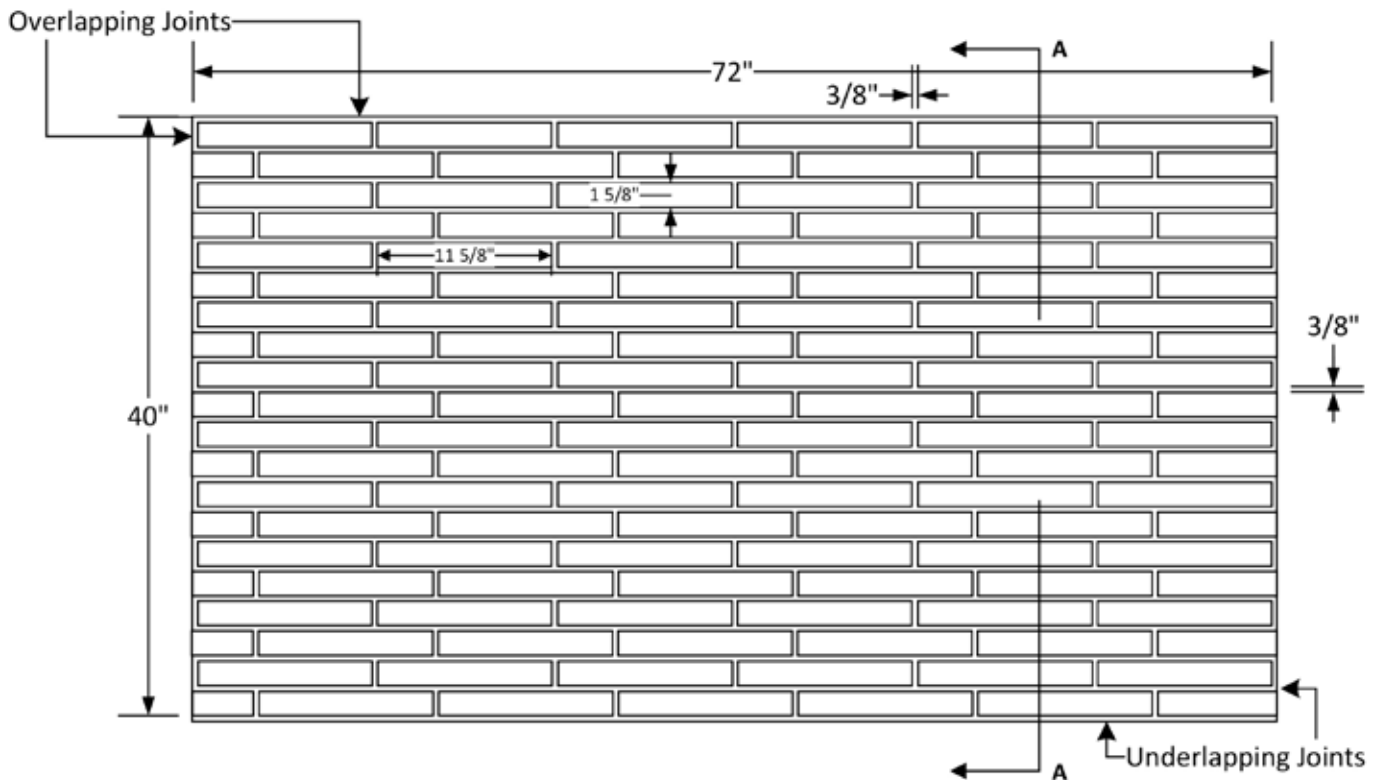 Overlapping Joints
A
72"
3/8"
1 5/8"
11 5/8"
3/8"
40"
Underlapping Joints
A